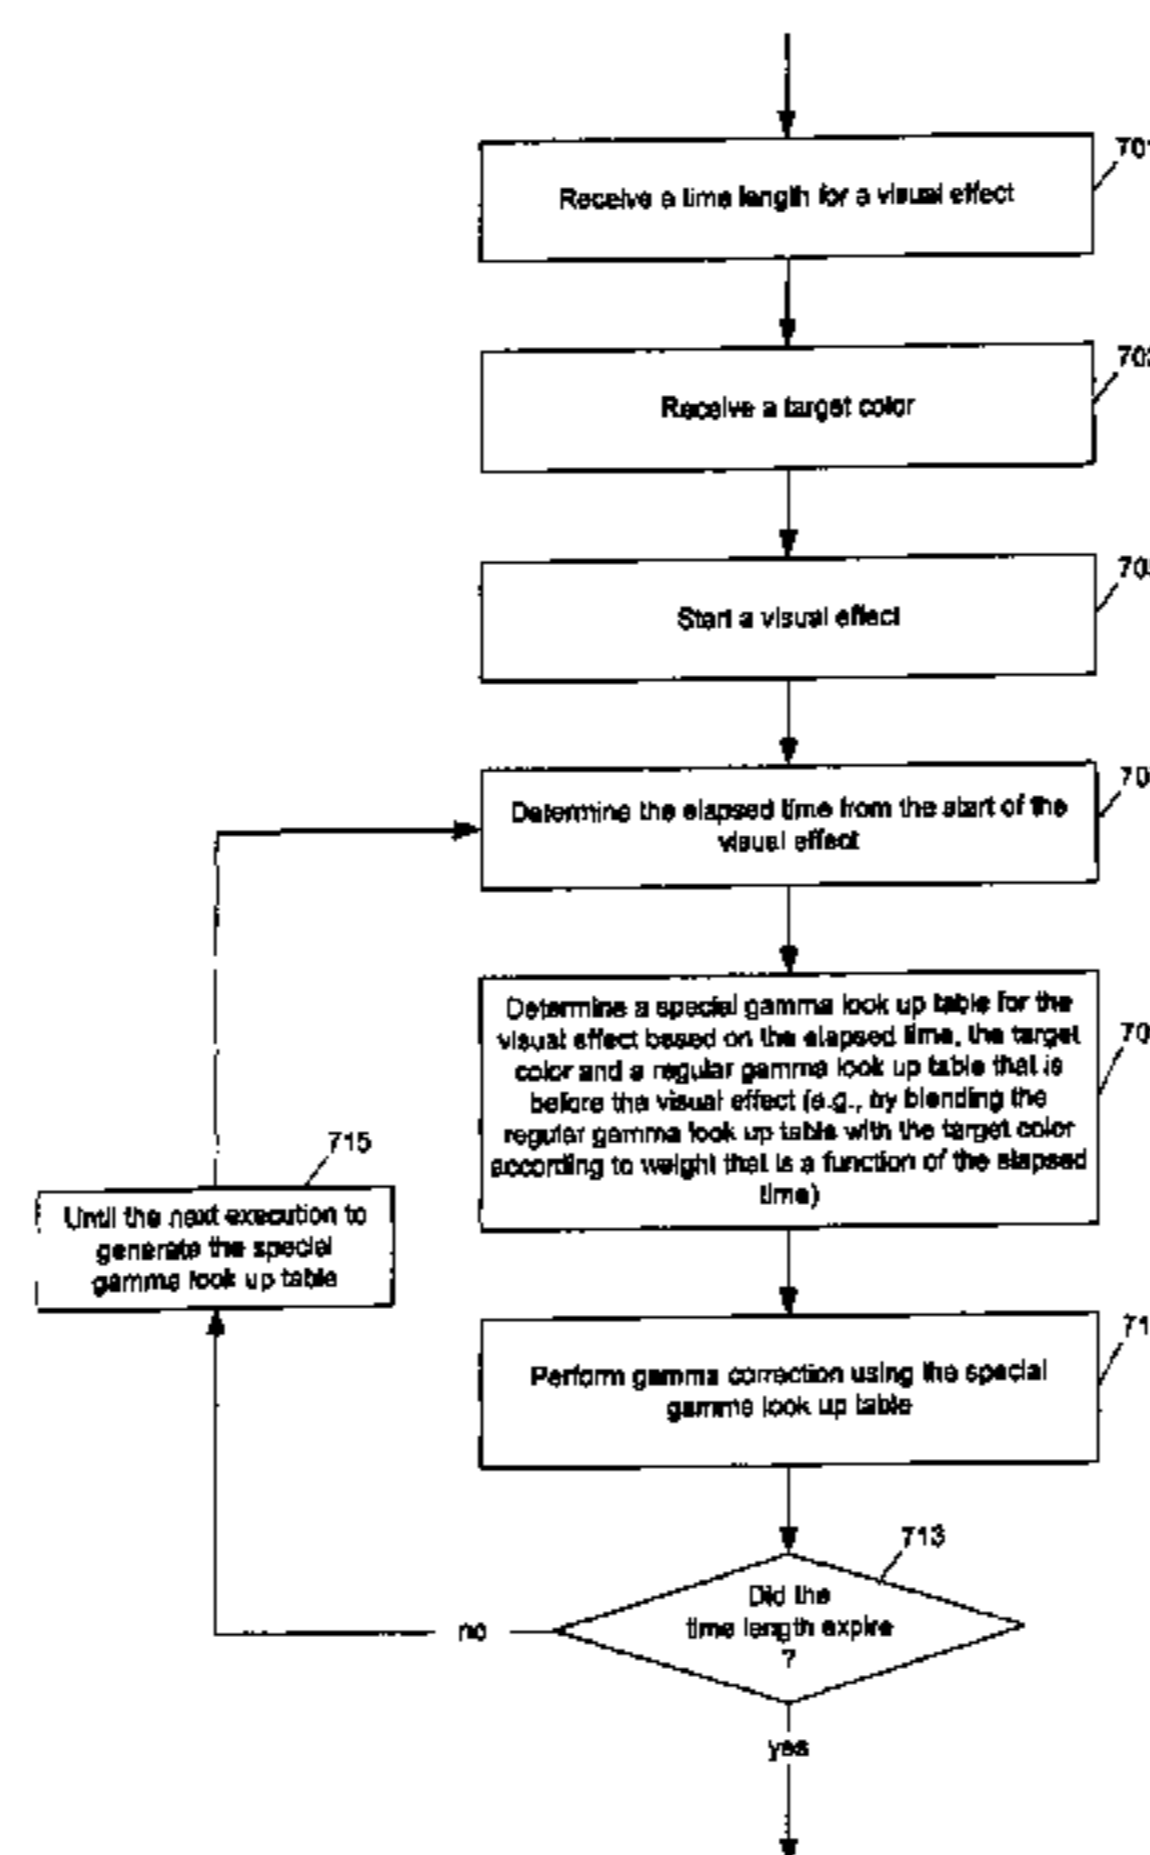 Receive a time length for a visual effect
701
Receive a target color
70
Start a visual effect
70
Determine the elapsed time from the start of the
visual effect
70
Determine a special gamma look up table for the
visual effect based on the elapsed time, the target
color and a regular gamma look up table that is
before the visual effect (e.g., by blending the
regular gamma look up table with the target color
according to weight that is a function of the elapsed
time)
70
715
Until the next execution to
generate the special
gamma look up table
Perform gamma correction using the special
gamma look up table
71
713
Did the
time length expire
?
no
yes